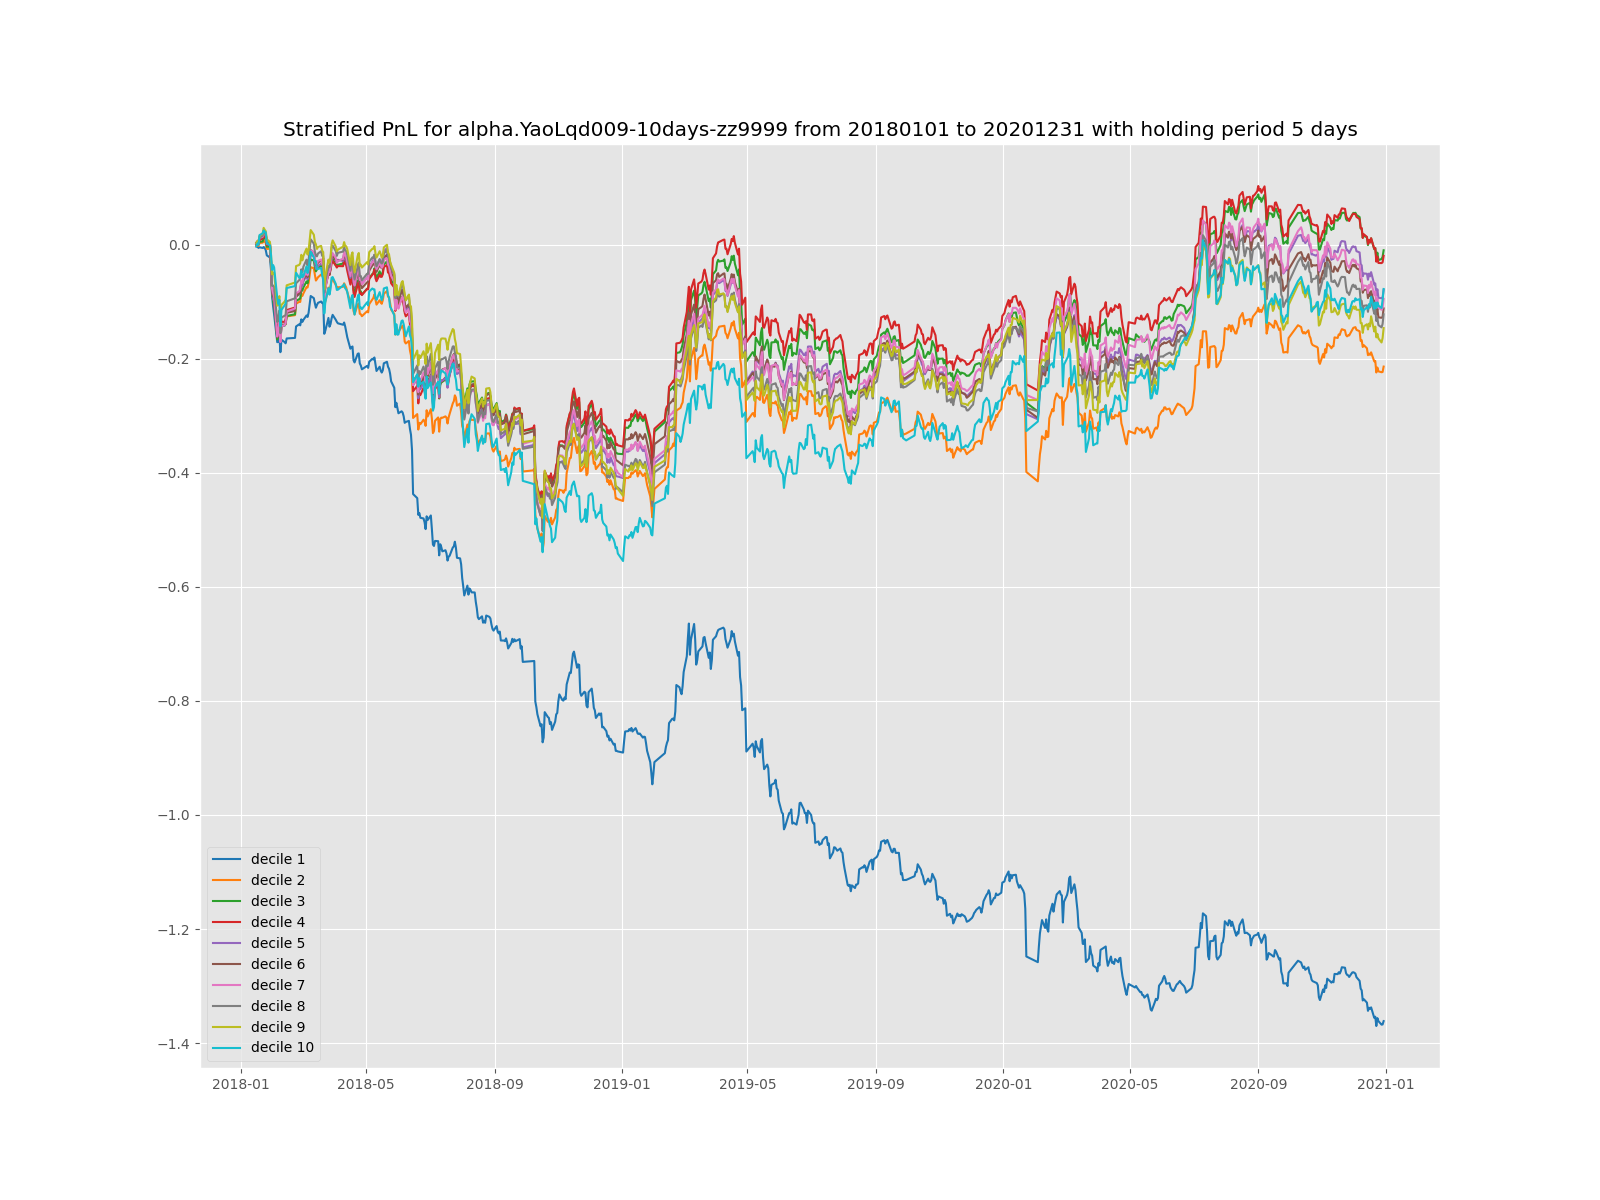 Stratified PnL for alpha.YaoLqd009-10days-zz9999 from 20180101 to 20201231 with holding period 5 days
0.0
−0.2
−0.4
−0.6
−0.8
−1.0
−1.2
−1.4
decile 1
decile 2
decile 3
decile 4
decile 5
decile 6
decile 7
decile 8
decile 9
decile 10
2018-01 2018-05 2018-09 2019-01 2019-05 2019-09 2020-01 2020-05 2020-09 2021-01